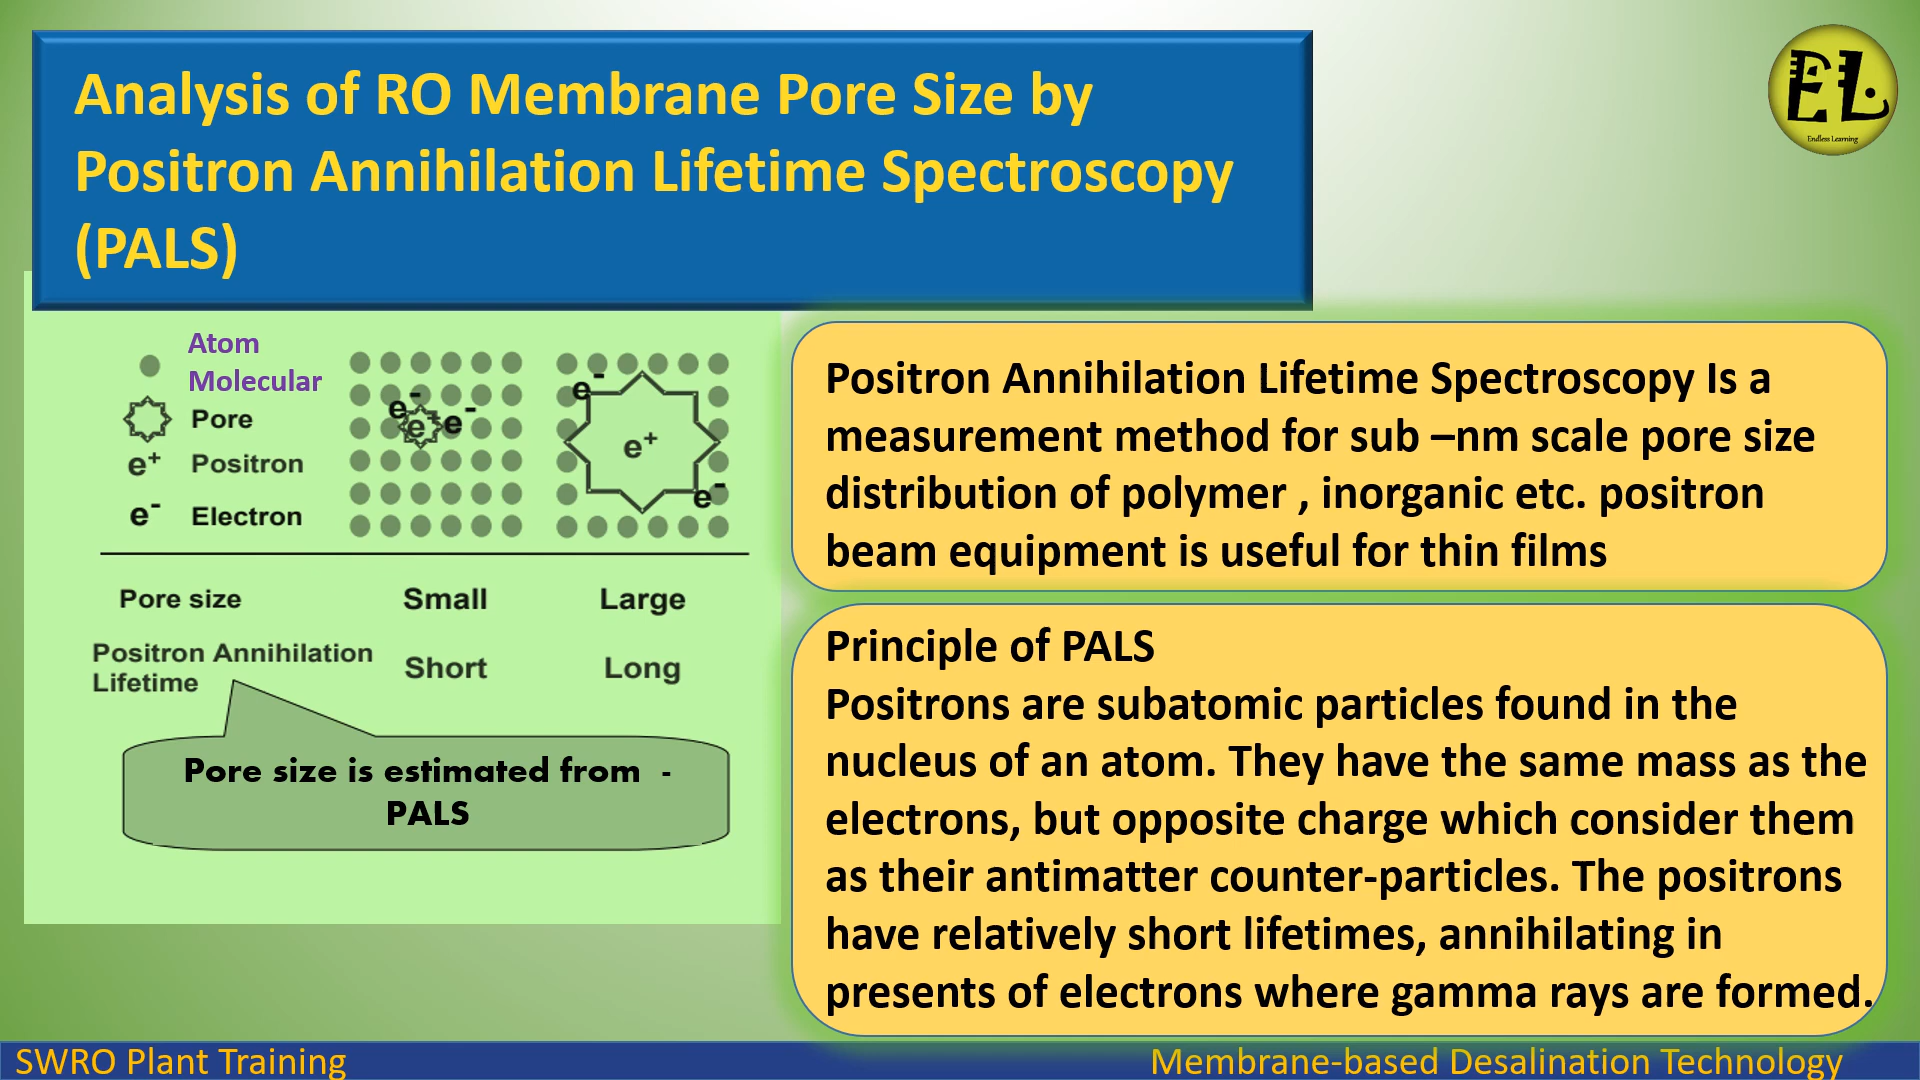 Analysis of RO Membrane Pore Size by
Positron Annihilation Lifetime Spectroscopy
(PALS)
EL
Endless Learning
Atom
Molecular
Pore
e+ Positron
e- Electron
e- e+ e-
e- e+ e-
Pore size Small Large
Positron Annihilation
Lifetime Short Long
Pore size is estimated from -
PALS
Positron Annihilation Lifetime Spectroscopy Is a
measurement method for sub –nm scale pore size
distribution of polymer , inorganic etc. positron
beam equipment is useful for thin films
Principle of PALS
Positrons are subatomic particles found in the
nucleus of an atom. They have the same mass as the
electrons, but opposite charge which consider them
as their antimatter counter-particles. The positrons
have relatively short lifetimes, annihilating in
presents of electrons where gamma rays are formed.
SWRO Plant Training
Membrane-based Desalination Technology